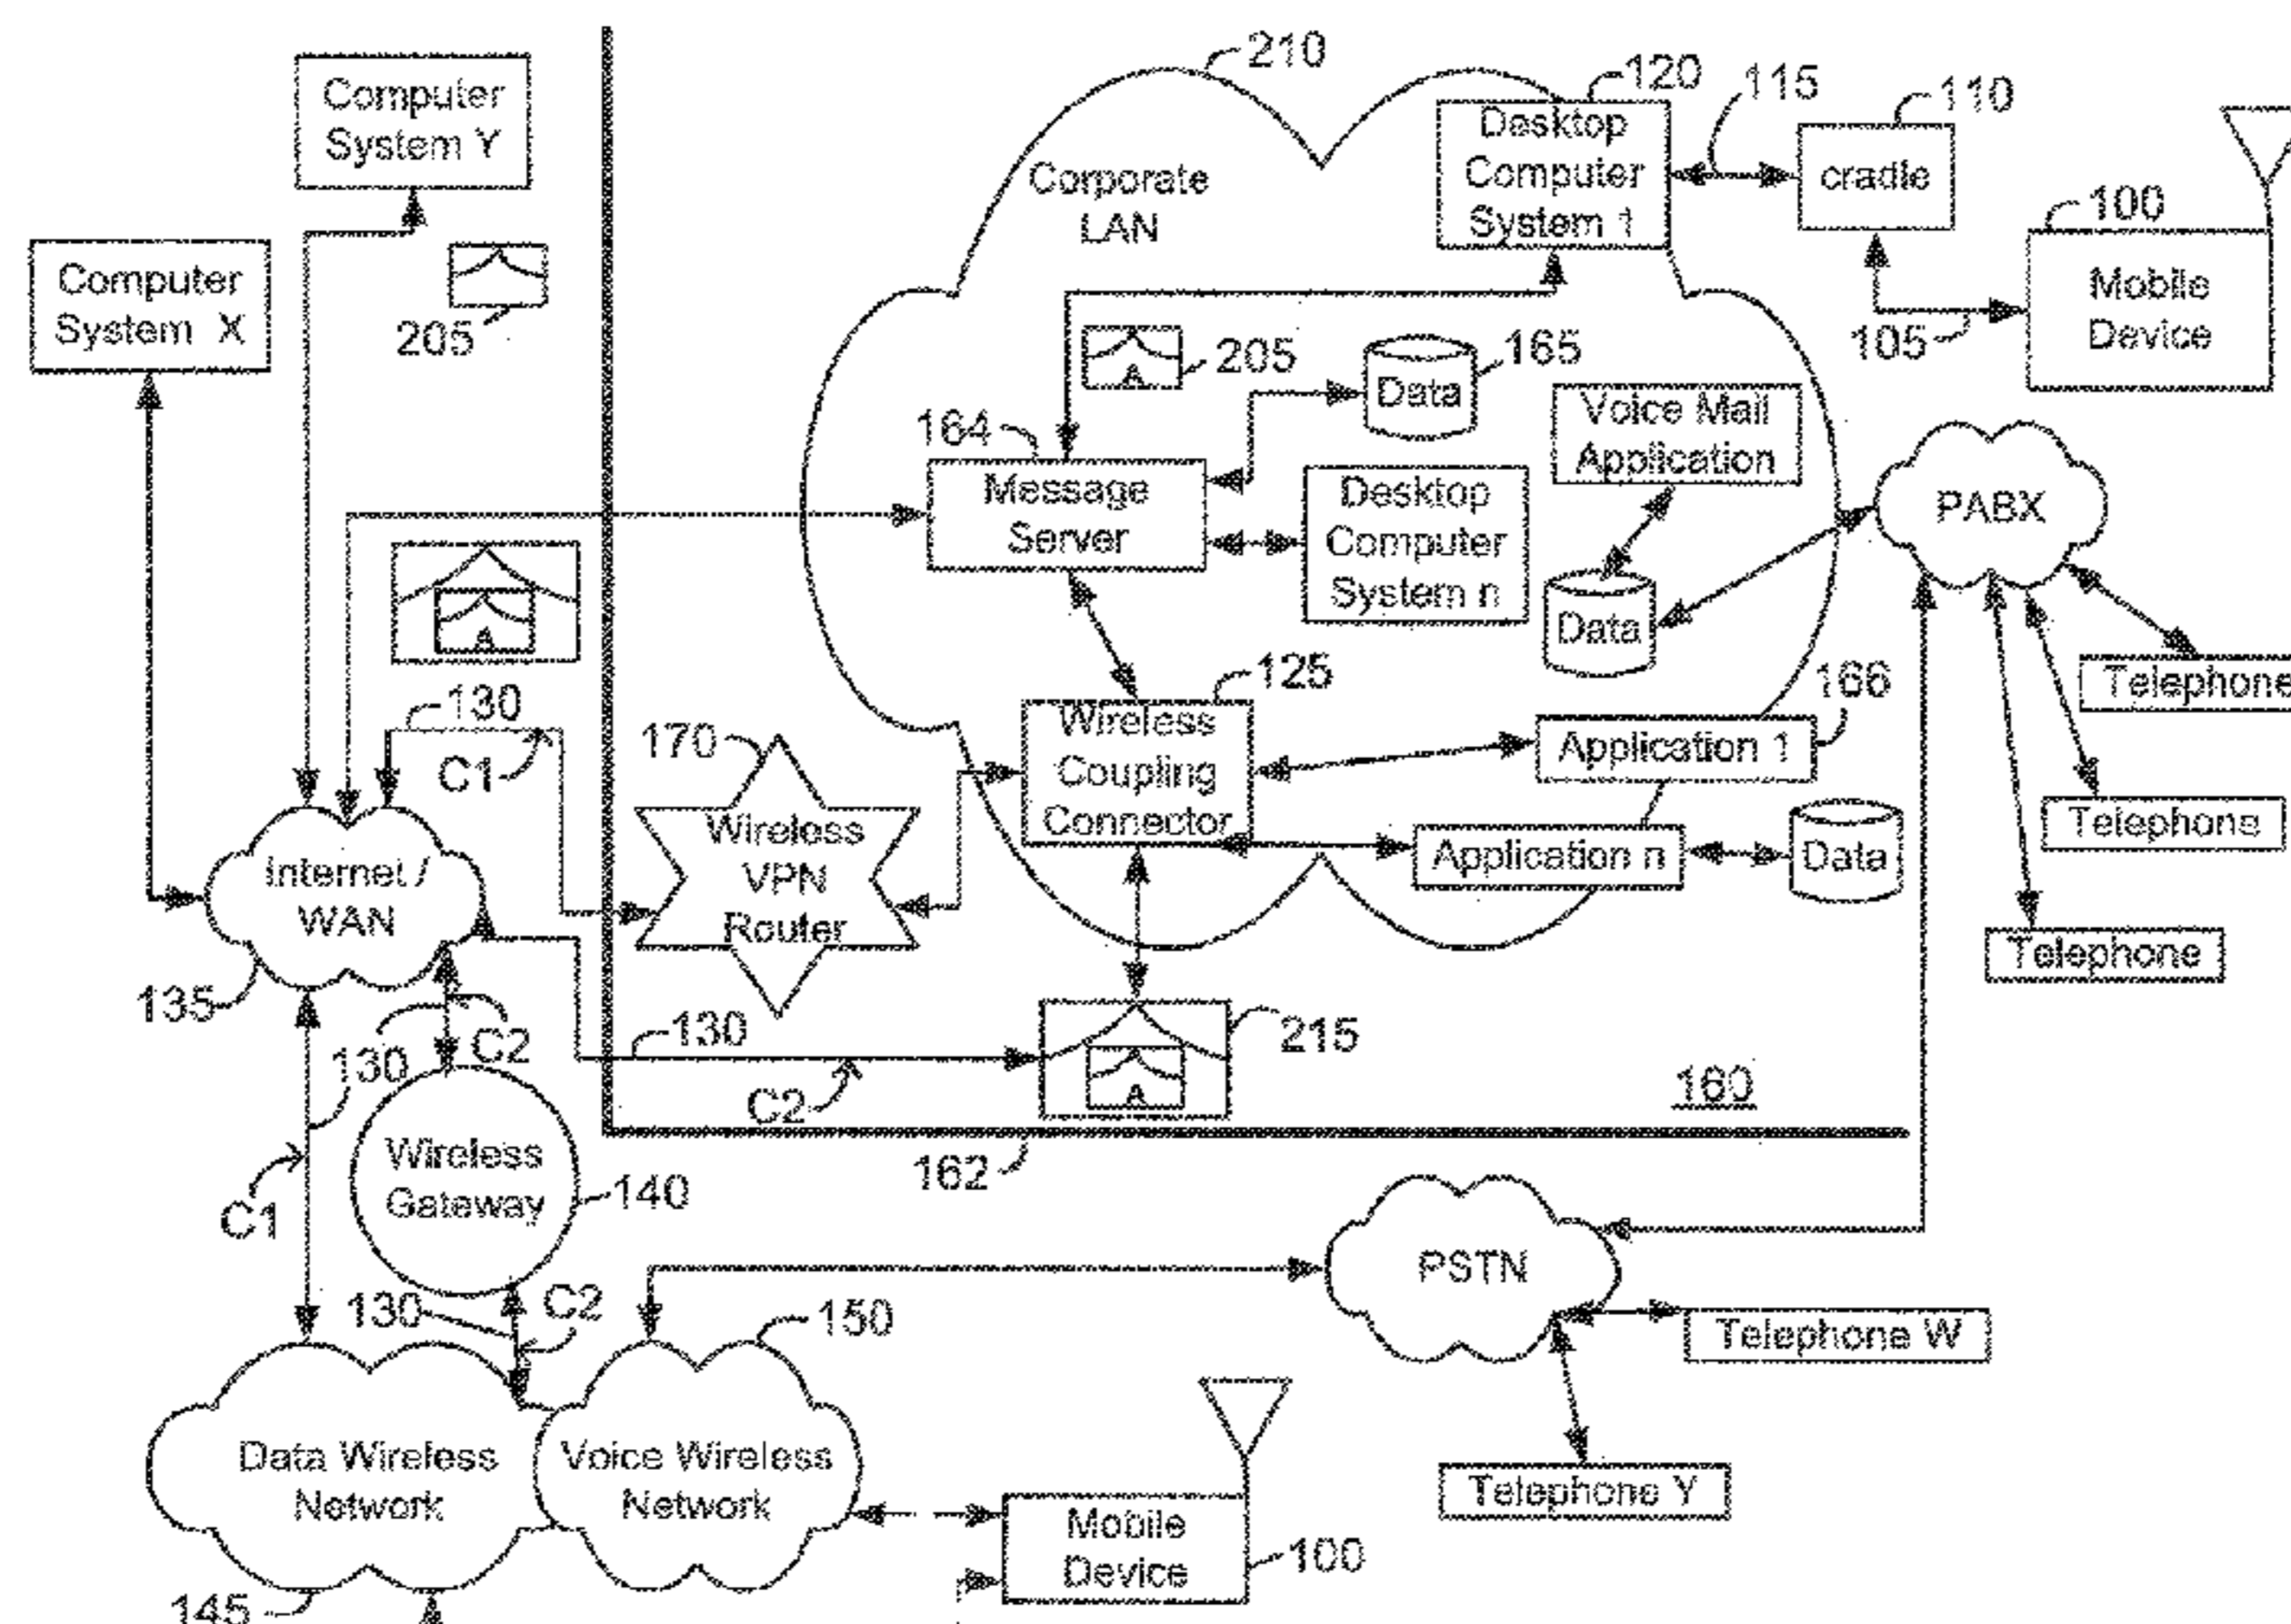 210
120
115
110
Computer
System Y
Desktop
Computer
System 1
cradle
Corporate
LAN
100
Mobile
Device
Computer
System X
205
105
205
165
Data
Voice Mail
Application
164
Message
Server
Desktop
Computer
System n
PABX
A
A
Data
130
C1
170
125
166
Telephone
Wireless
Coupling
Connector
Application 1
Wireless
VPN
Router
Telephone
Internet /
WAN
Application n
Data
Telephone
135
130
C2
130
C2
215
A
160
162
Wireless
Gateway
140
C1
130
C2
150
PSTN
Telephone W
Data Wireless
Network
Voice Wireless
Network
Telephone Y
Mobile
Device
100
145